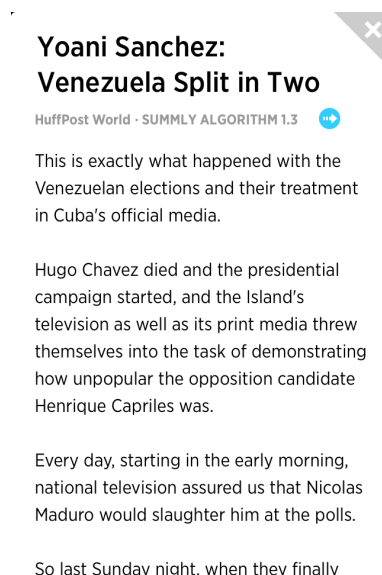 Yoani Sanchez:
Venezuela Split in Two
HuffPost World · SUMMLY ALGORITHM 1.3
This is exactly what happened with the
Venezuelan elections and their treatment
in Cuba's official media.
Hugo Chavez died and the presidential
campaign started, and the Island's
television as well as its print media threw
themselves into the task of demonstrating
how unpopular the opposition candidate
Henrique Capriles was.
Every day, starting in the early morning,
national television assured us that Nicolas
Maduro would slaughter him at the polls.
So last Sunday night, when they finally